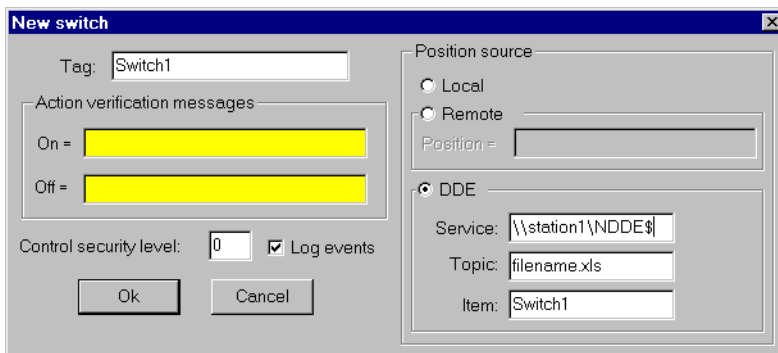 New switch
Tag: Switch1
Action verification messages
On =
Off =
Control security level: 0 Log events
Ok Cancel
Position source
Local
Remote
Position =
DDE
Service: \\station1\NDDE$
Topic: filename.xls
Item: Switch1